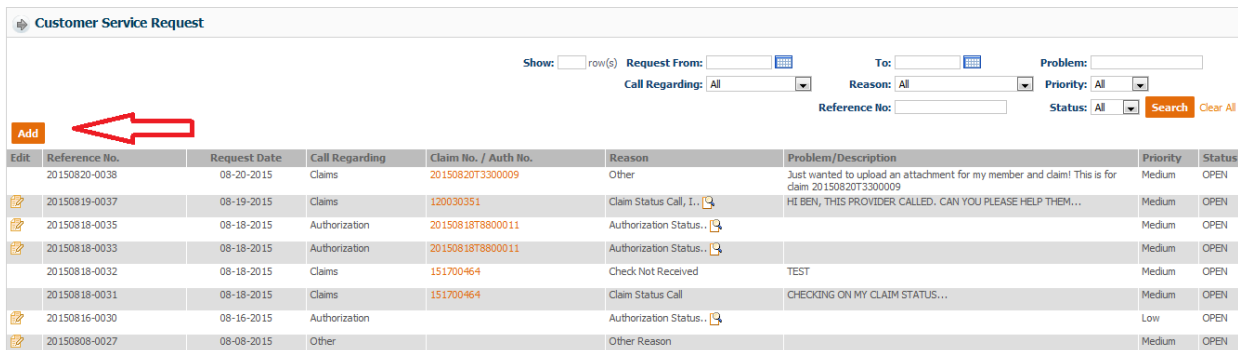 Customer Service Request
Show: row(s) Request From: To: Problem:
Call Regarding: All Reason: All Priority: All
Reference No: Status: All Search Clear All
Add
Edit Reference No. Request Date Call Regarding Claim No. / Auth No. Reason Problem/Description Priority Status
20150820-0038 08-20-2015 Claims 20150820T3300009 Other Just wanted to upload an attachment for my member and claim! This is for Medium OPEN
claim 20150820T3300009
20150819-0037 08-19-2015 Claims 120030351 Claim Status Call, I.. HI BEN, THIS PROVIDER CALLED. CAN YOU PLEASE HELP THEM... Medium OPEN
20150818-0035 08-18-2015 Authorization 20150818T8800011 Authorization Status.. Medium OPEN
20150818-0033 08-18-2015 Authorization 20150818T8800011 Authorization Status.. Medium OPEN
20150818-0032 08-18-2015 Claims 151700464 Check Not Received TEST Medium OPEN
20150818-0031 08-18-2015 Claims 151700464 Claim Status Call CHECKING ON MY CLAIM STATUS... Medium OPEN
20150816-0030 08-16-2015 Authorization Authorization Status.. Low OPEN
20150808-0027 08-08-2015 Other Other Reason Medium OPEN